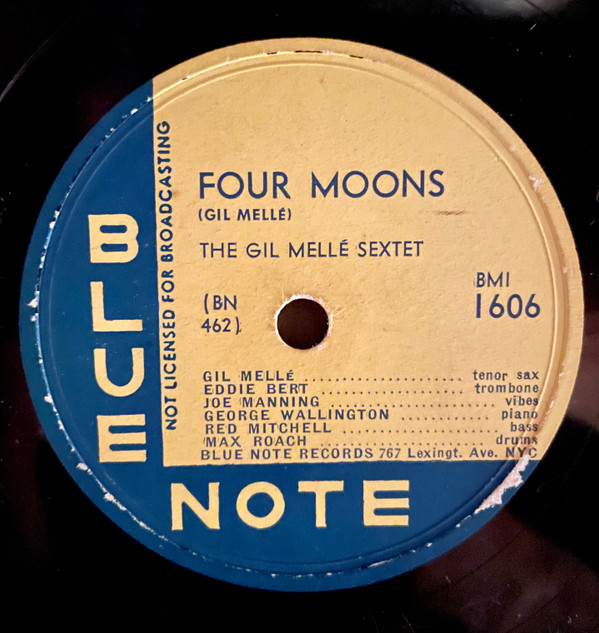 FOUR MOONS
(GIL MELLÉ)
THE GIL MELLÉ SEXTET
(BN
462)
BMI
1606
GIL MELLÉ ........................ tenor sax
EDDIE BERT ........................ trombone
JOE MANNING ........................ vibes
GEORGE WALLINGTON ............ piano
RED MITCHELL ........................ bass
MAX ROACH ........................ drums
BLUE NOTE RECORDS 767 Lexingt. Ave. NYC
NOT LICENSED FOR BROADCASTING
BLUE
NOTE